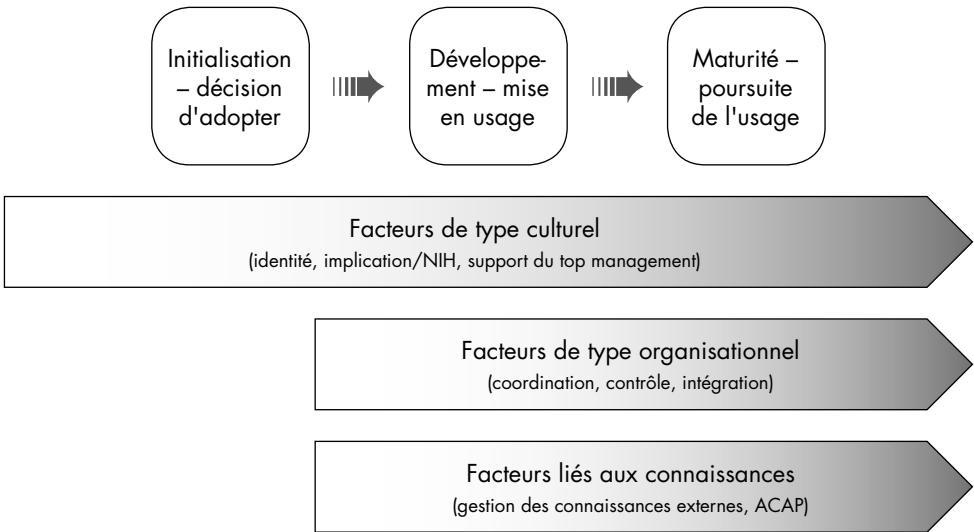 Initialisation
– décision
d'adopter
Développe-
ment – mise
en usage
Maturité –
poursuite
de l'usage
Facteurs de type culturel
(identité, implication/NIH, support du top management)
Facteurs de type organisationnel
(coordination, contrôle, intégration)
Facteurs liés aux connaissances
(gestion des connaissances externes, ACAP)